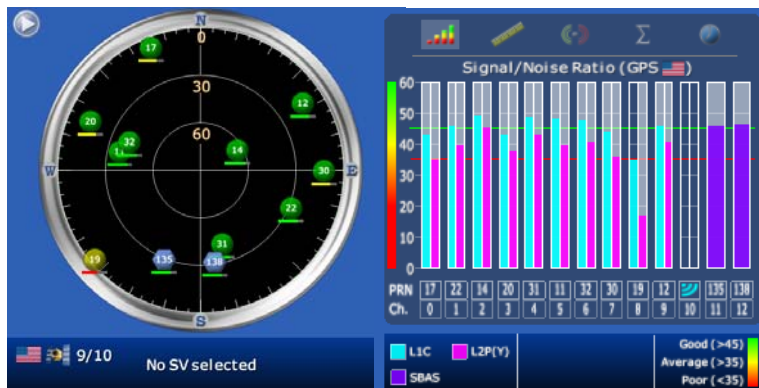 N
0
17
30
12
20
60
32
14
W
30
E
22
31
135
138
19
S
9/10
No SV selected
Signal/Noise Ratio (GPS)
60
50
40
30
20
10
0
PRN 17 22 14 20 31 11 32 30 19 12 135 138
Ch. 0 1 2 3 4 5 6 7 8 9 10 11 12
L1C L2P(Y)
SBAS
Good (>45)
Average (>35)
Poor (<35)